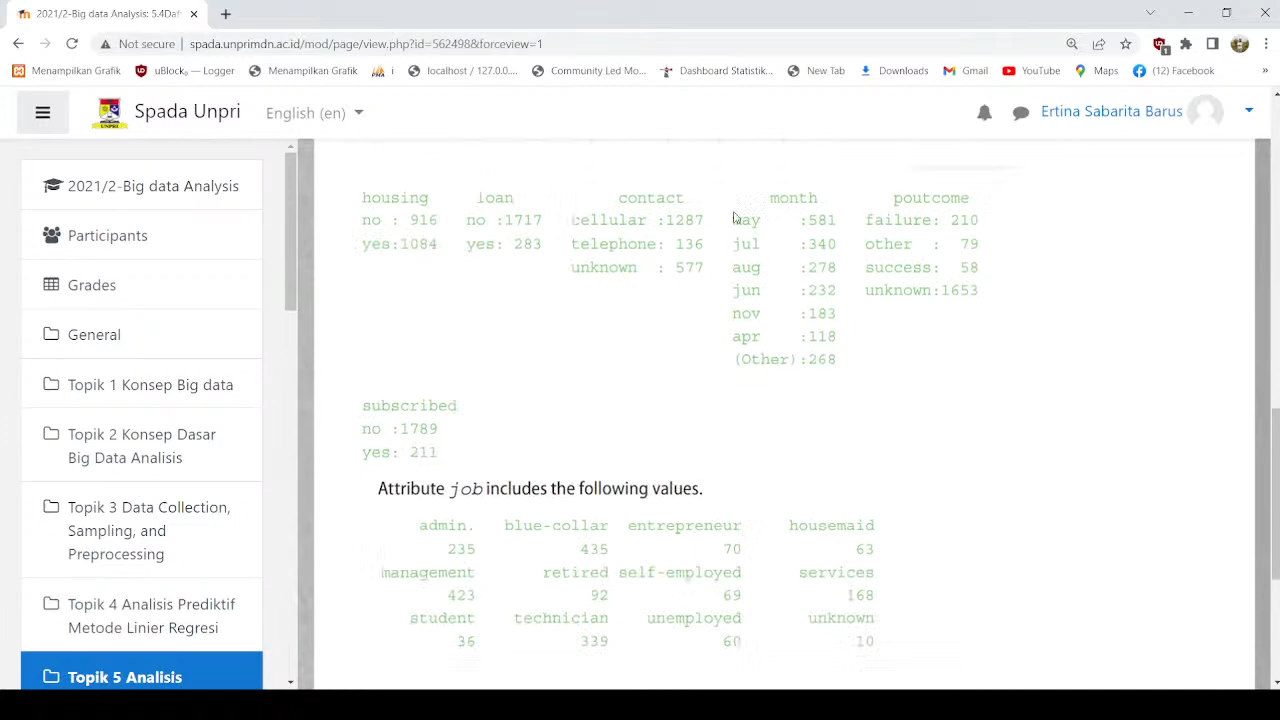 2021/2-Big data Analysis: 5.4Daf
Not secure | spada.unprimdn.ac.id/mod/page/view.php?id=562498&forceview=1
Menampilkan Grafik uBlocк — Logger Menampilkan Grafik i localhost / 127.0.0.... Community Led Mo... Dashboard Statistik... New Tab Downloads Gmail YouTube Maps (12) Facebook »
Spada Unpri English (en) Ertina Sabarita Barus
2021/2-Big data Analysis
Participants
Grades
General
Topik 1 Konsep Big data
Topik 2 Konsep Dasar
Big Data Analysis
Topik 3 Data Collection,
Sampling, and
Preprocessing
Topik 4 Analisis Prediktif
Metode Linier Regresi
Topik 5 Analisis
housing loan contact month poutcome
no : 916 no :1717 cellular :1287 may :581 failure: 210
yes:1084 yes: 283 telephone: 136 jul :340 other : 79
unknown : 577 aug :278 success: 58
jun :232 unknown:1653
nov :183
apr :118
(Other):268
subscribed
no :1789
yes: 211
Attribute job includes the following values.
admin. blue-collar entrepreneur housemaid
235 435 70 63
management retired self-employed services
423 92 69 168
student technician unemployed unknown
36 339 60 10